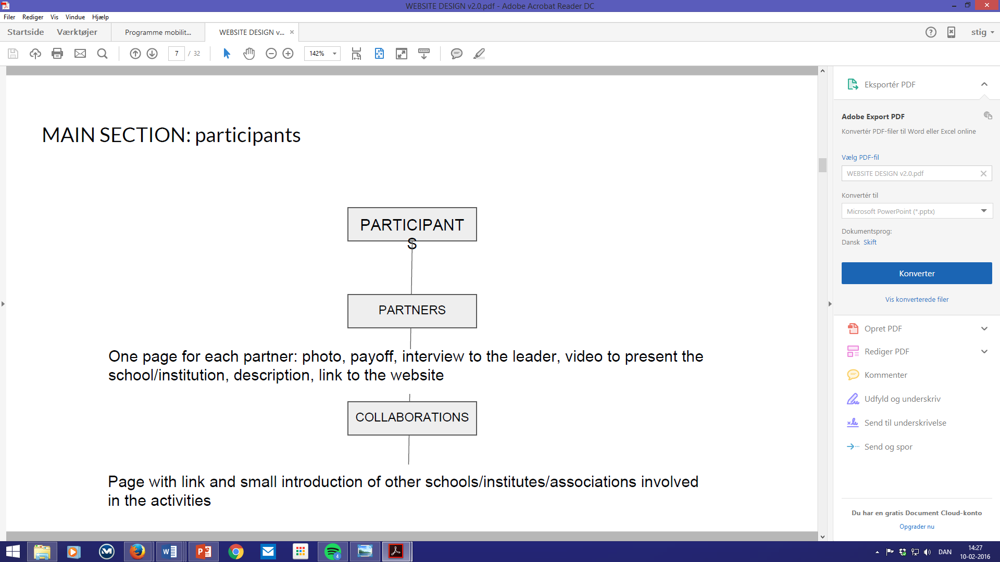 WEBSITE DESIGN v2.0.pdf - Adobe Acrobat Reader DC
Filer Rediger Vis Vindue Hjælp
Startside Værktøjer Programme mobilit... WEBSITE DESIGN v... × stig
7 / 32 142%
MAIN SECTION: participants
PARTICIPANT
S
PARTNERS
One page for each partner: photo, payoff, interview to the leader, video to present the
school/institution, description, link to the website
COLLABORATIONS
Page with link and small introduction of other schools/institutes/associations involved
in the activities
Eksportér PDF
Adobe Export PDF
Konvertér PDF-filer til Word eller Excel online
Vælg PDF-fil
WEBSITE DESIGN v2.0.pdf
Konvertér til
Microsoft PowerPoint (*.pptx)
Dokumentsprog:
Dansk Skift
Konverter
Vis konverterede filer
Opret PDF
Rediger PDF
Kommenter
Udfyld og underskriv
Send til underskrivelse
Send og spor
Du har en gratis Document Cloud-konto
Opgrader nu
4
DAN
14:27
10-02-2016